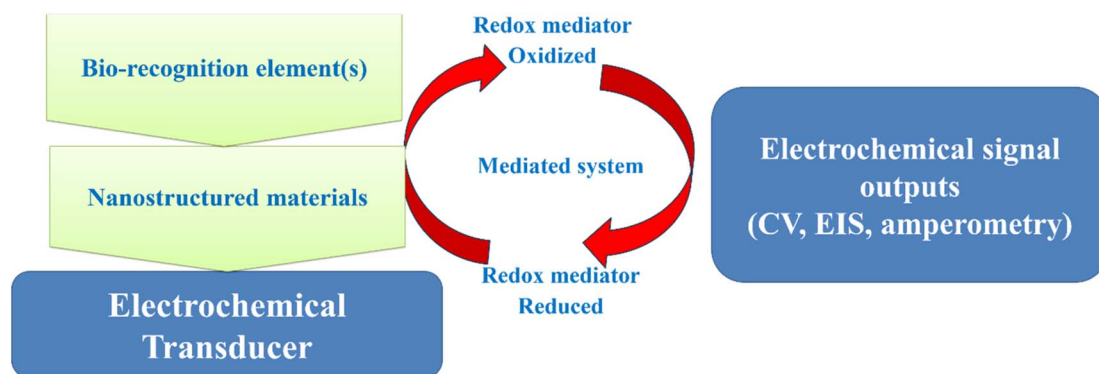 Bio-recognition element(s)
Nanostructured materials
Electrochemical
Transducer
Redox mediator
Oxidized
Mediated system
Redox mediator
Reduced
Electrochemical signal
outputs
(CV, EIS, amperometry)